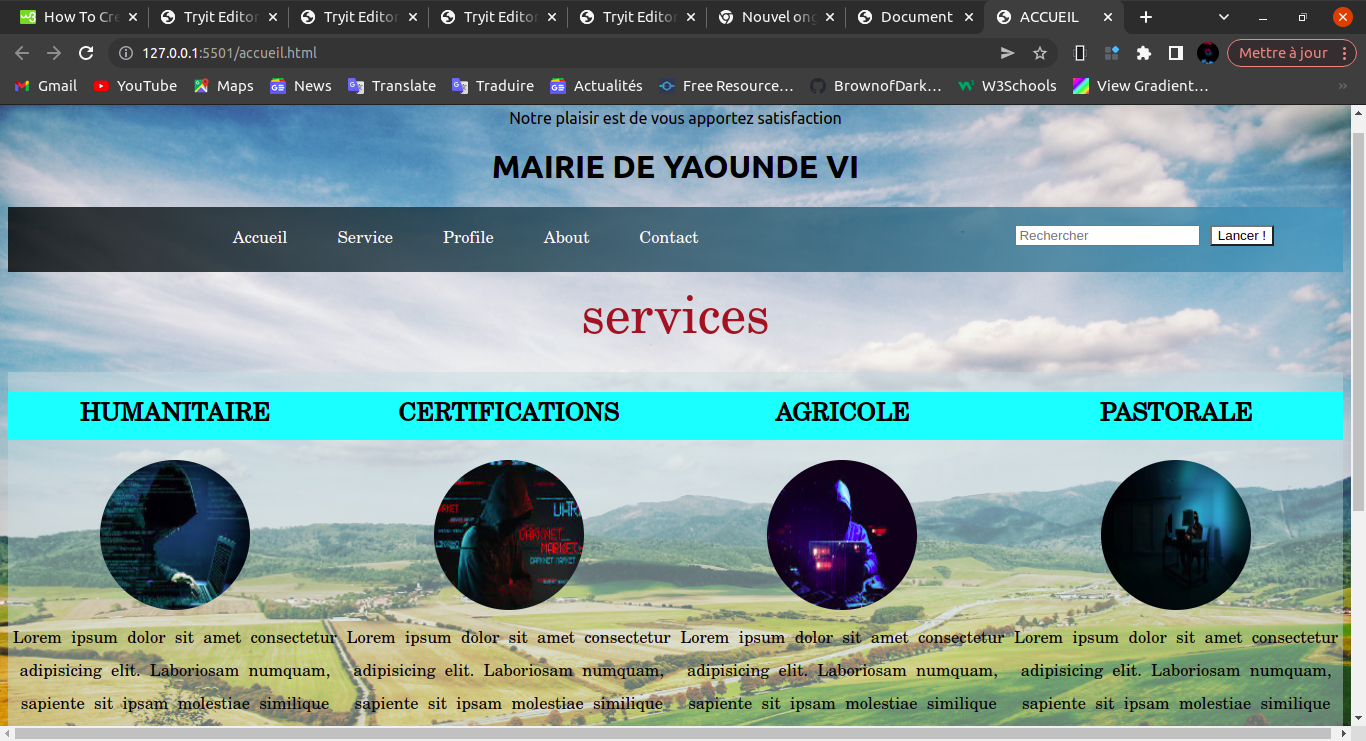 How To Cre
Tryit Editor
Tryit Editor
Tryit Editor
Tryit Editor
Nouvel ong
Document
ACCUEIL
127.0.0.1:5501/accueil.html
Mettre à jour
Gmail YouTube Maps News Translate Traduire Actualités Free Resource… BrownofDark… W3Schools View Gradient… »
Notre plaisir est de vous apportez satisfaction
MAIRIE DE YAOUNDE VI
Accueil Service Profile About Contact Rechercher Lancer !
services
HUMANITAIRE CERTIFICATIONS AGRICOLE PASTORALE
DARKNET_
MARKET
DARKNET MARKET
Lorem ipsum dolor sit amet consectetur Lorem ipsum dolor sit amet consectetur Lorem ipsum dolor sit amet consectetur Lorem ipsum dolor sit amet consectetur
adipisicing elit. Laboriosam numquam, adipisicing elit. Laboriosam numquam, adipisicing elit. Laboriosam numquam, adipisicing elit. Laboriosam numquam,
sapiente sit ipsam molestiae similique sapiente sit ipsam molestiae similique sapiente sit ipsam molestiae similique sapiente sit ipsam molestiae similique